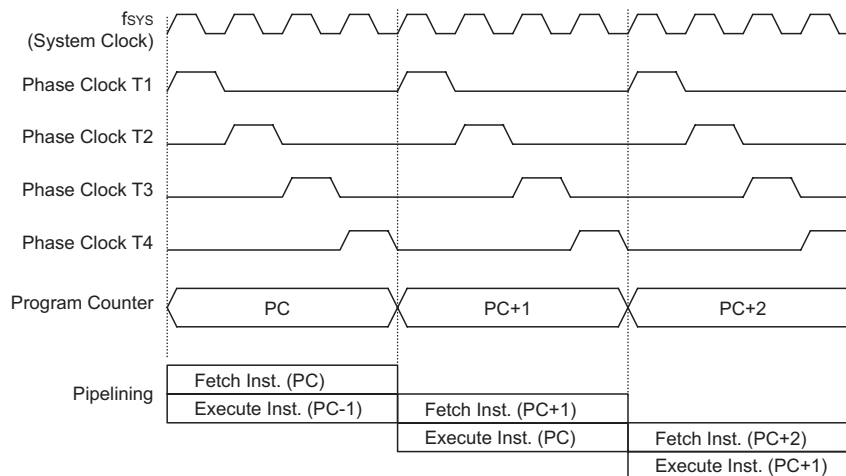 fSYS
(System Clock)
Phase Clock T1
Phase Clock T2
Phase Clock T3
Phase Clock T4
Program Counter
PC
PC+1
PC+2
Pipelining
Fetch Inst. (PC)
Execute Inst. (PC-1)
Fetch Inst. (PC+1)
Execute Inst. (PC)
Fetch Inst. (PC+2)
Execute Inst. (PC+1)